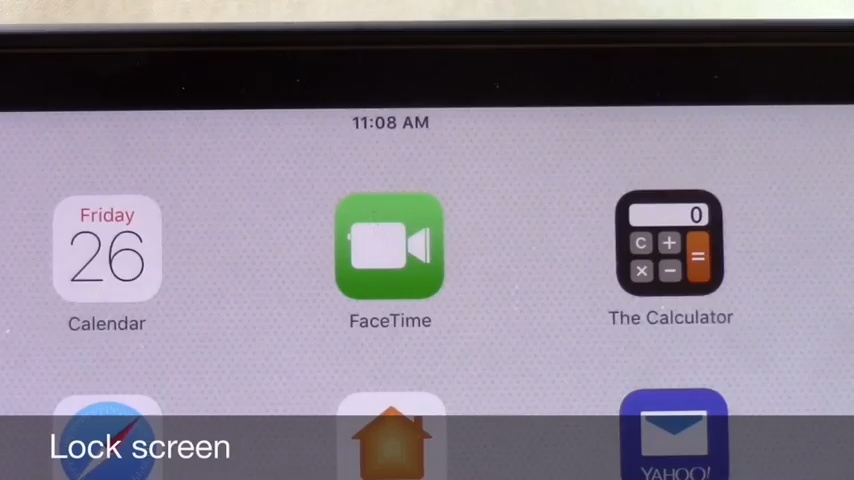 11:08 AM
Friday
26
0
C + =
× −
Calendar
FaceTime
The Calculator
YAHOO!
Lock screen